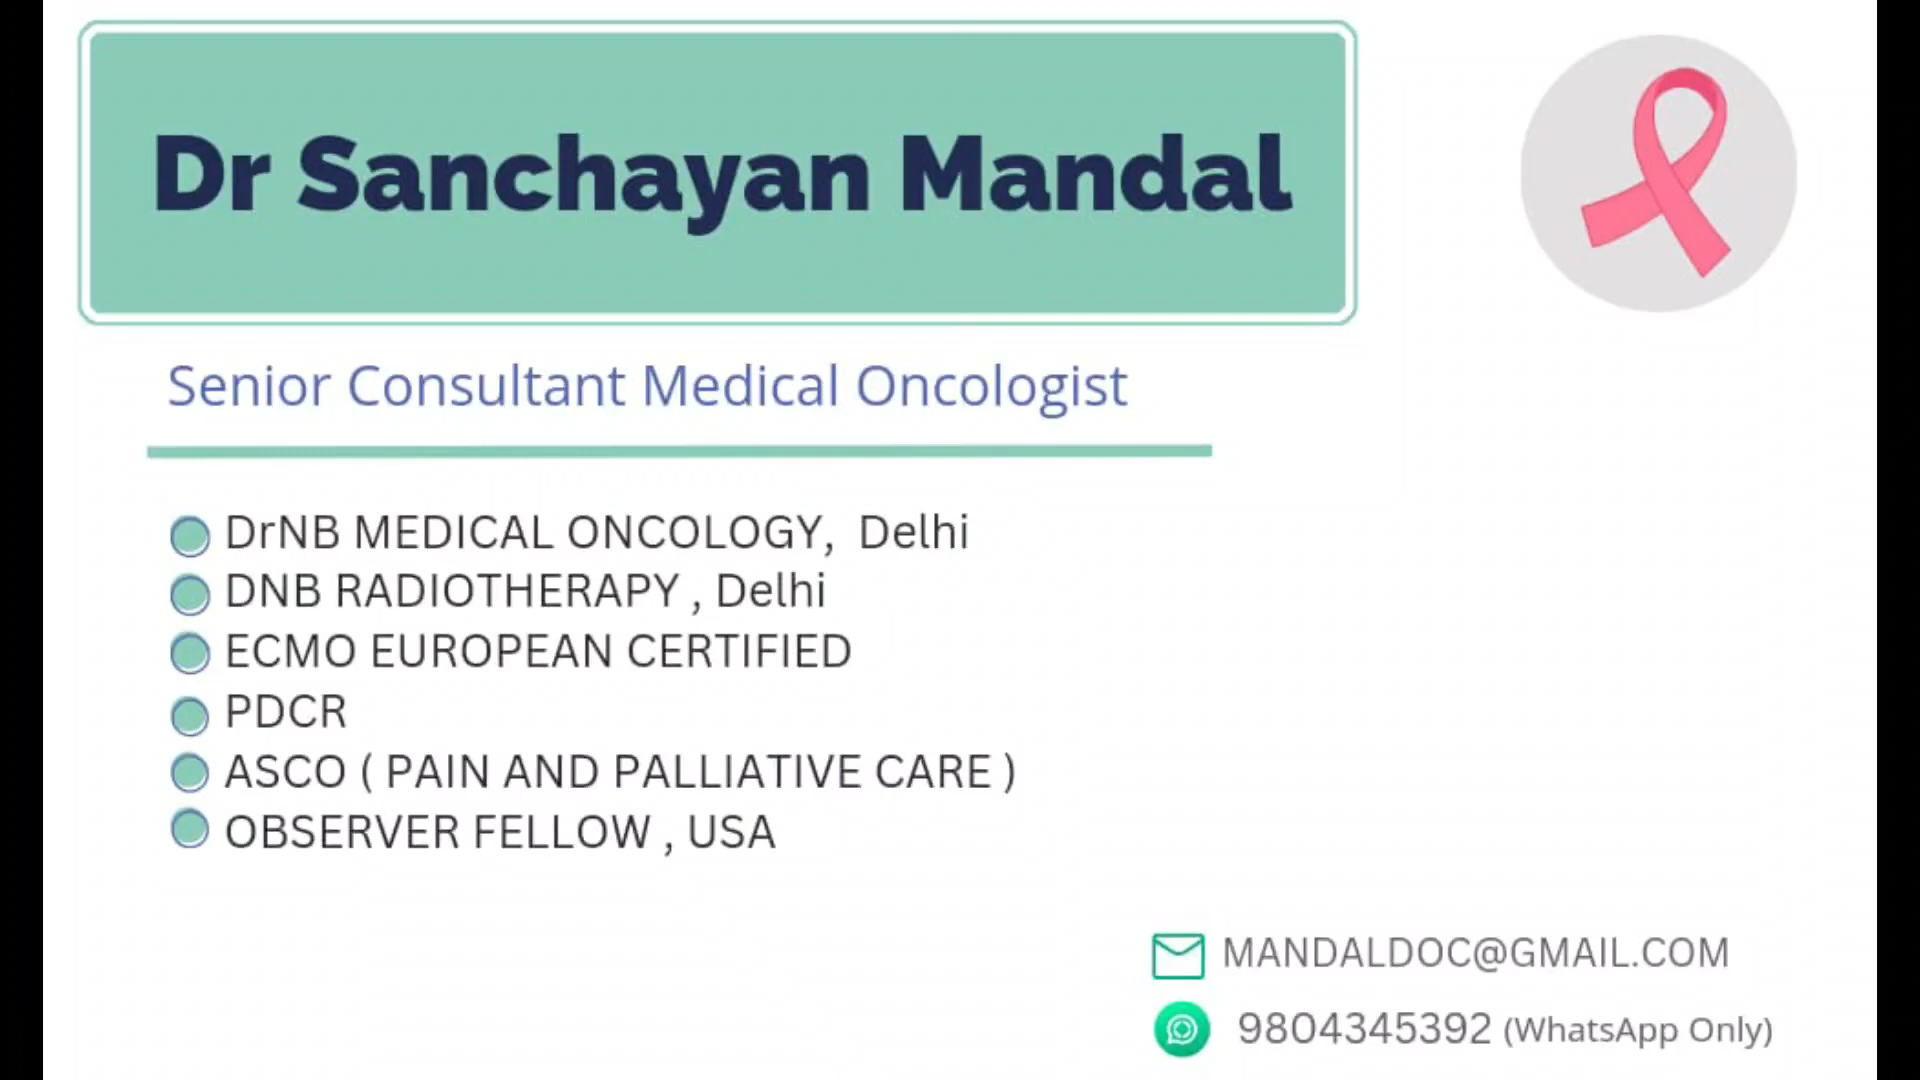 Dr Sanchayan Mandal
Senior Consultant Medical Oncologist
DrNB MEDICAL ONCOLOGY, Delhi
DNB RADIOTHERAPY , Delhi
ECMO EUROPEAN CERTIFIED
PDCR
ASCO ( PAIN AND PALLIATIVE CARE )
OBSERVER FELLOW , USA
MANDALDOC@GMAIL.COM
9804345392 (WhatsApp Only)